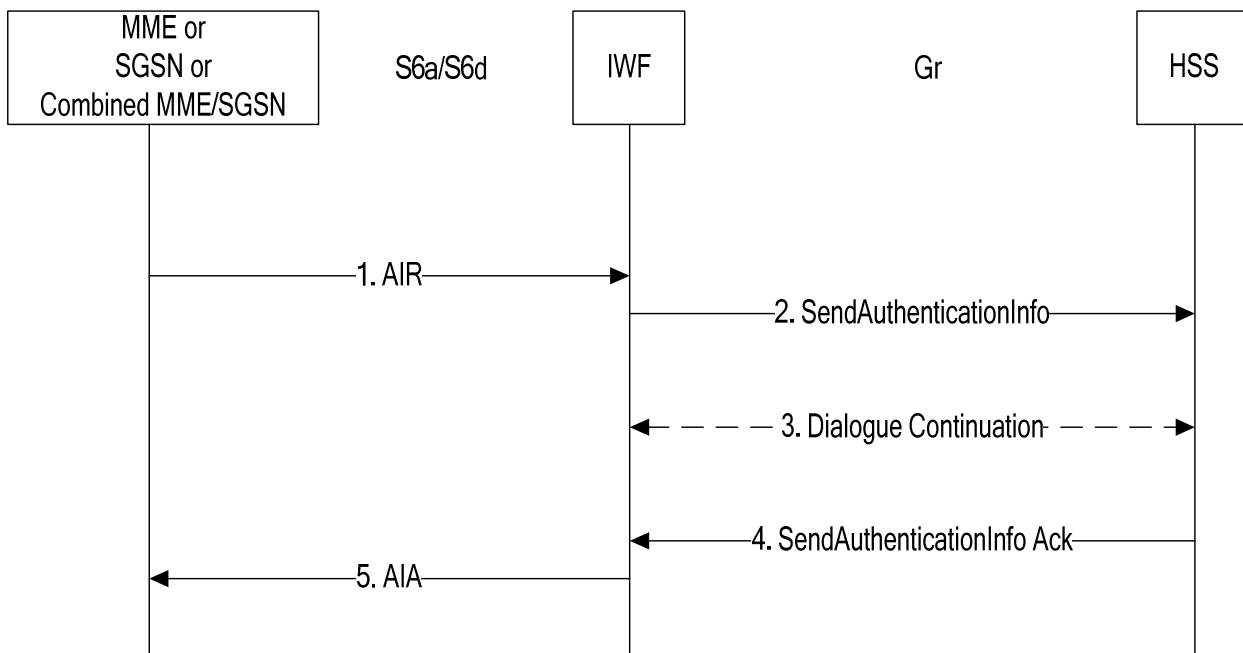 MME or
SGSN or
Combined MME/SGSN
S6a/S6d
IWF
Gr
HSS
1. AIR
2. SendAuthenticationInfo
3. Dialogue Continuation
4. SendAuthenticationInfo Ack
5. AIA